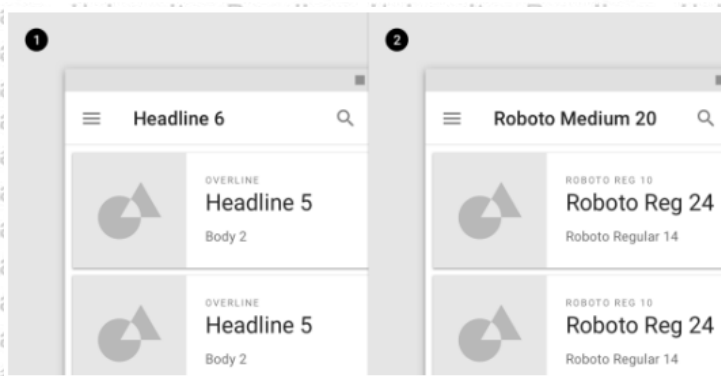 1
Headline 6
OVERLINE
Headline 5
Body 2
OVERLINE
Headline 5
Body 2
2
Roboto Medium 20
ROBOTO REG 10
Roboto Reg 24
Roboto Regular 14
ROBOTO REG 10
Roboto Reg 24
Roboto Regular 14